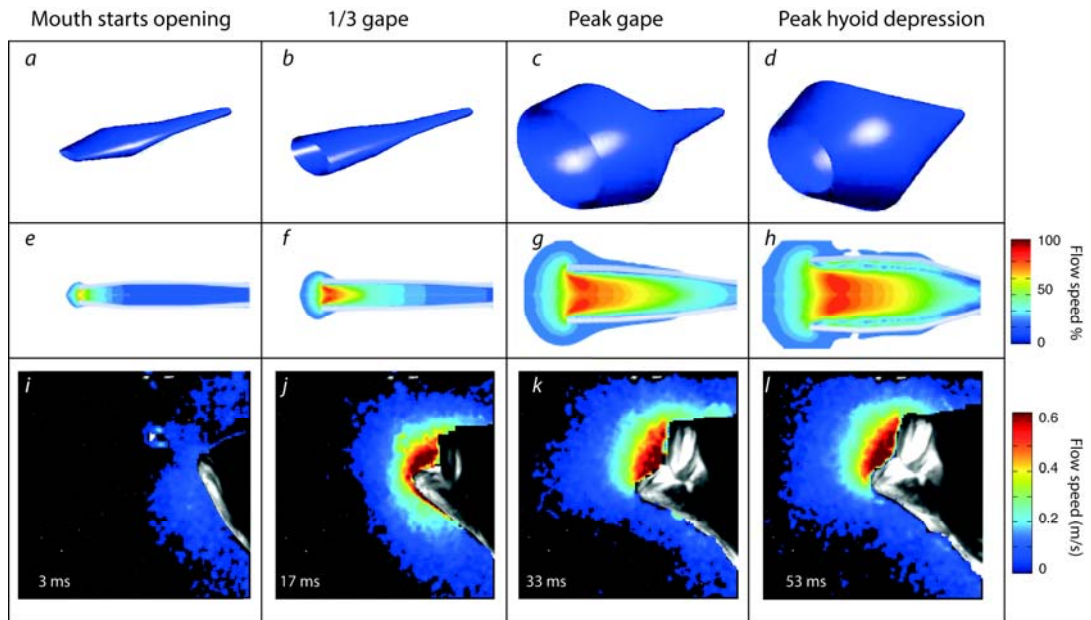 Mouth starts opening
1/3 gape
Peak gape
Peak hyoid depression
a
b
c
d
e
f
g
h
100
50
0
Flow speed %
i
j
k
l
3 ms
17 ms
33 ms
53 ms
0.6
0.4
0.2
0
Flow speed (m/s)